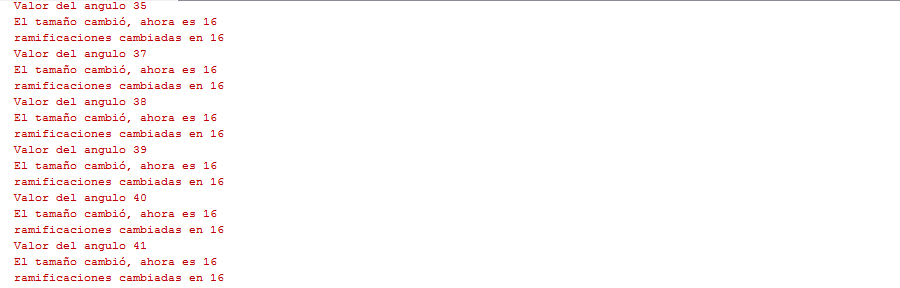 Valor del angulo 35
El tamaño cambió, ahora es 16
ramificaciones cambiadas en 16
Valor del angulo 37
El tamaño cambió, ahora es 16
ramificaciones cambiadas en 16
Valor del angulo 38
El tamaño cambió, ahora es 16
ramificaciones cambiadas en 16
Valor del angulo 39
El tamaño cambió, ahora es 16
ramificaciones cambiadas en 16
Valor del angulo 40
El tamaño cambió, ahora es 16
ramificaciones cambiadas en 16
Valor del angulo 41
El tamaño cambió, ahora es 16
ramificaciones cambiadas en 16